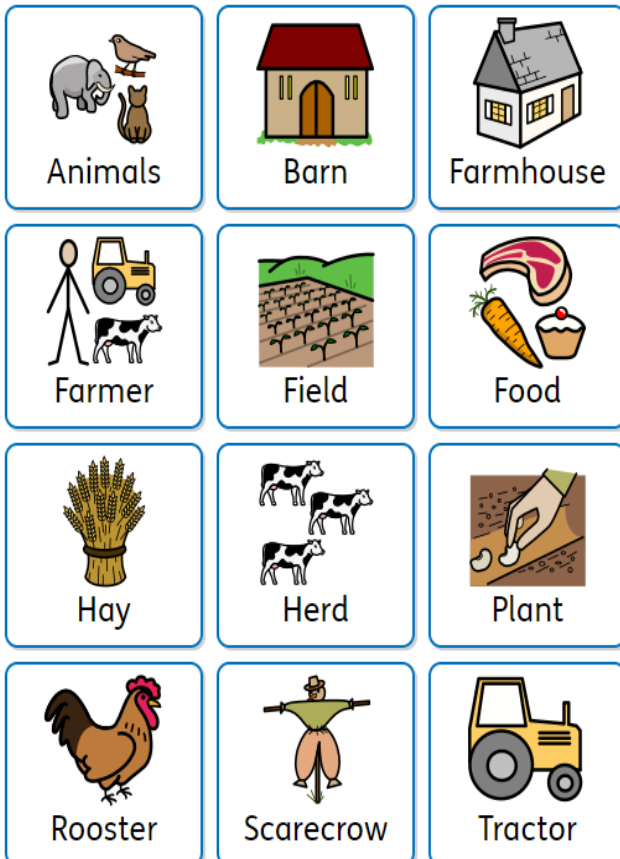 Animals
Barn
Farmhouse
Farmer
Field
Food
Hay
Herd
Plant
Rooster
Scarecrow
Tractor